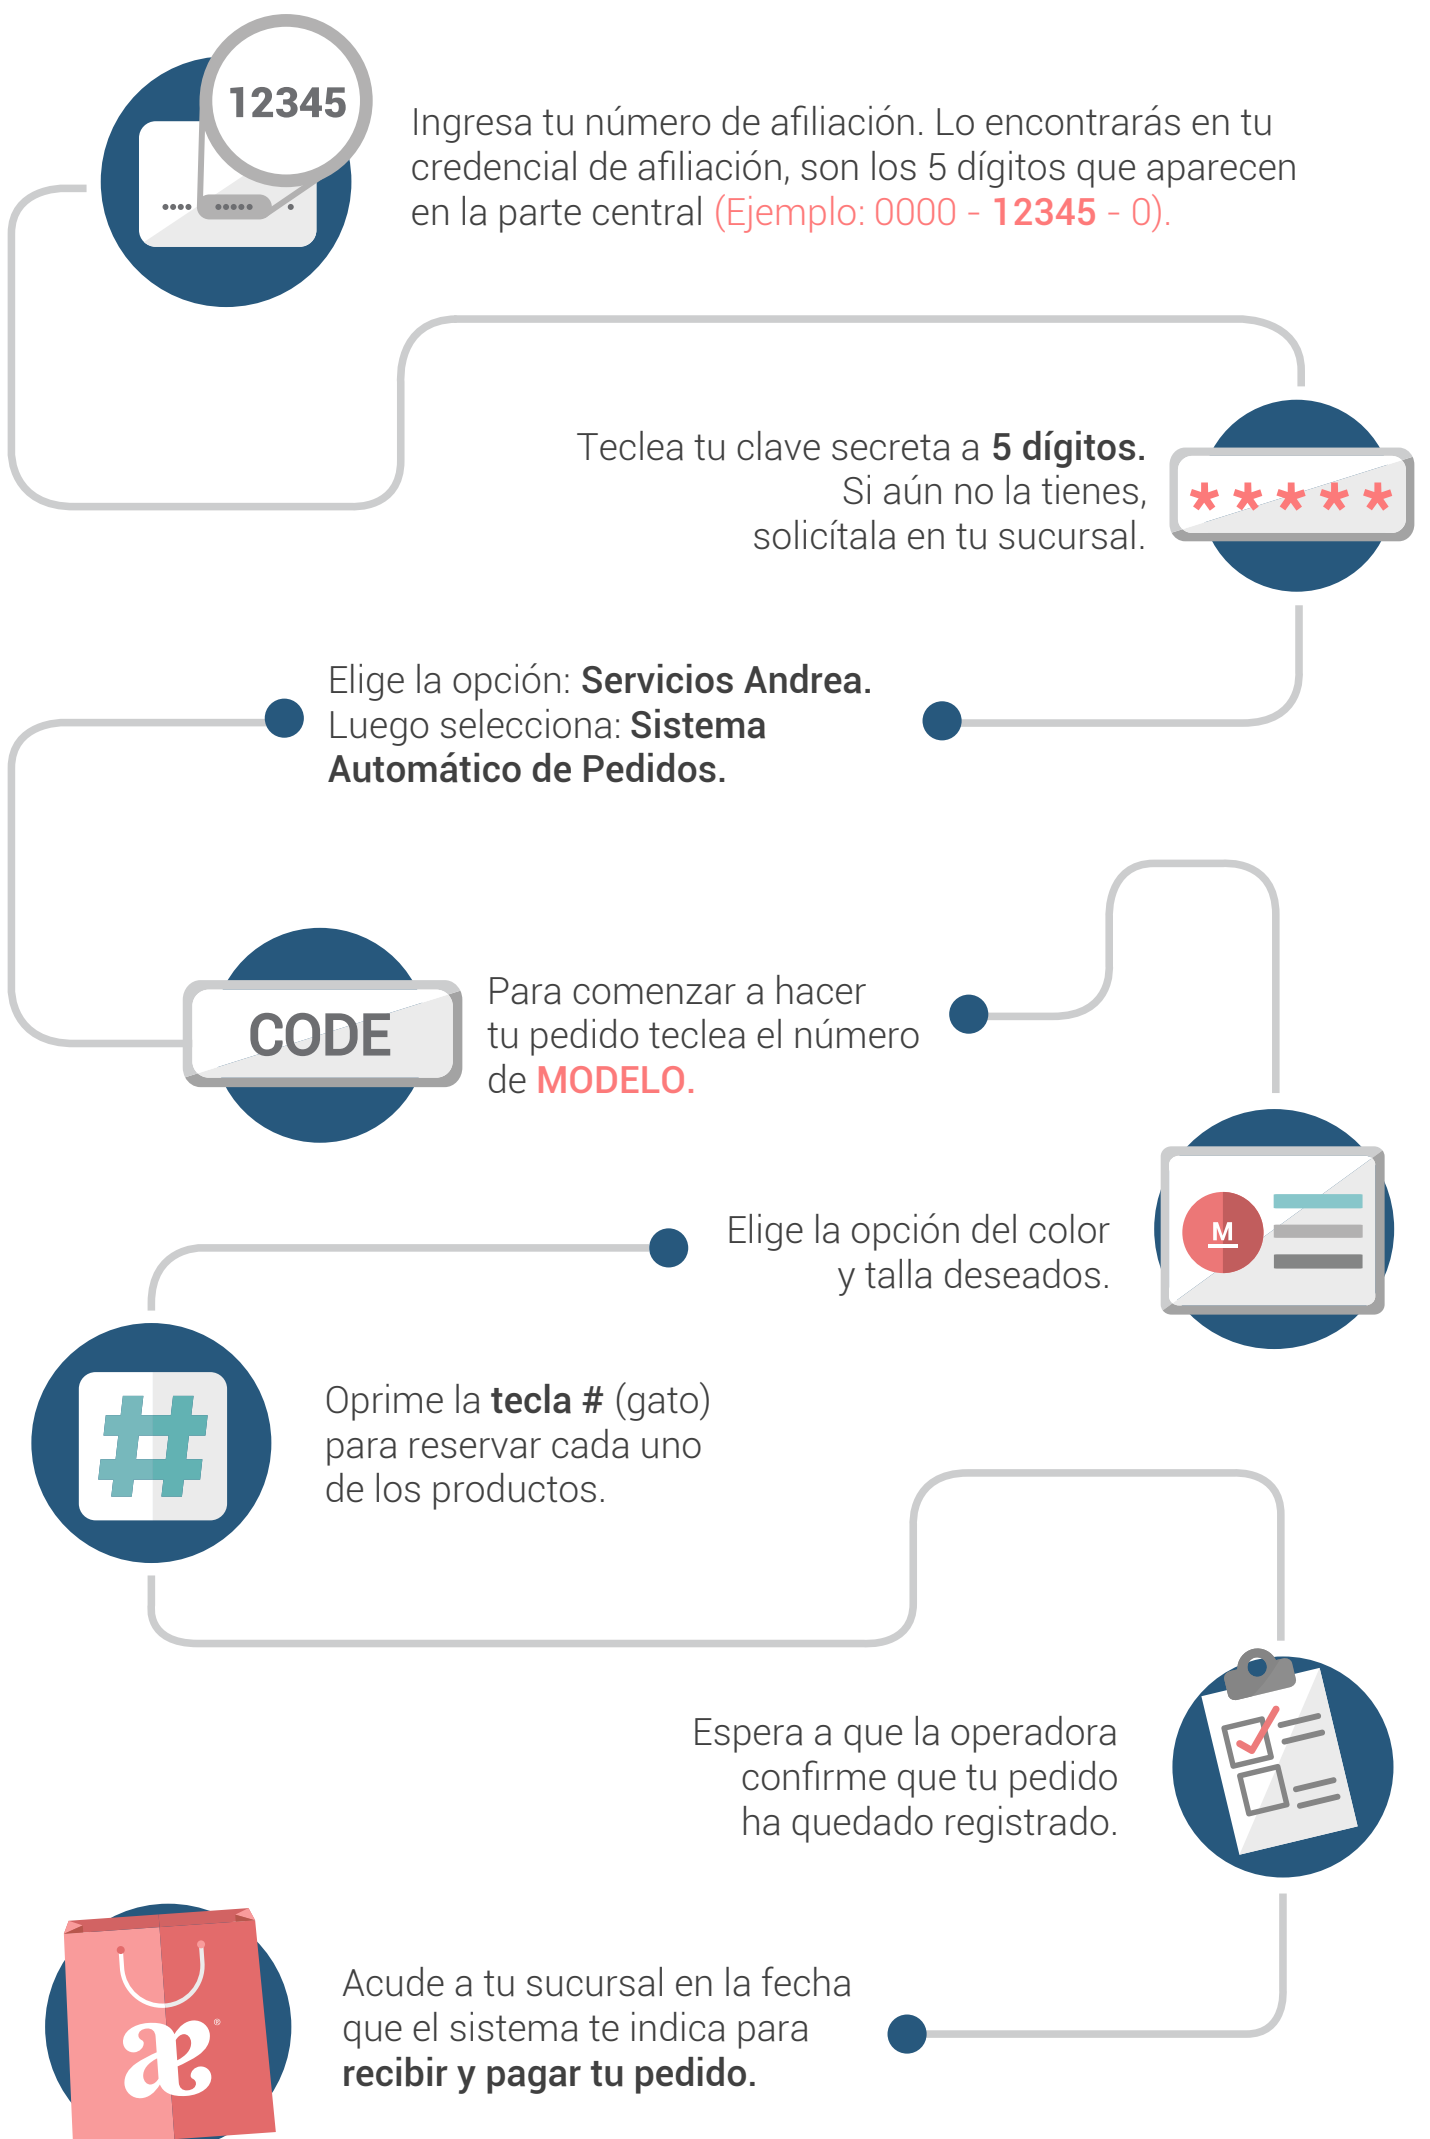 12345
Ingresa tu número de afiliación. Lo encontrarás en tu
credencial de afiliación, son los 5 dígitos que aparecen
en la parte central (Ejemplo: 0000 - 12345 - 0).
Teclea tu clave secreta a 5 dígitos.
Si aún no la tienes,
solicítala en tu sucursal.
*****
Elige la opción: Servicios Andrea.
Luego selecciona: Sistema
Automático de Pedidos.
CODE
Para comenzar a hacer
tu pedido teclea el número
de MODELO.
Elige la opción del color
y talla deseados.
M
#
Oprime la tecla # (gato)
para reservar cada uno
de los productos.
Espera a que la operadora
confirme que tu pedido
ha quedado registrado.
æ®
Acude a tu sucursal en la fecha
que el sistema te indica para
recibir y pagar tu pedido.